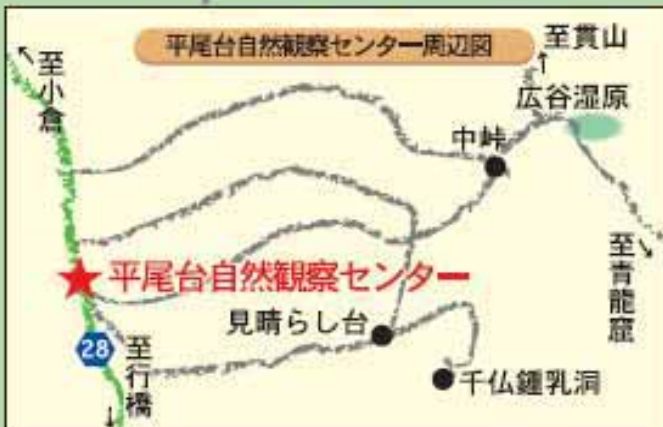 平尾台自然観察センター周辺図
至貫山
至小倉
広谷湿原
中峠
平尾台自然観察センター
至青龍窟
見晴らし台
28
至行橋
千仏鍾乳洞